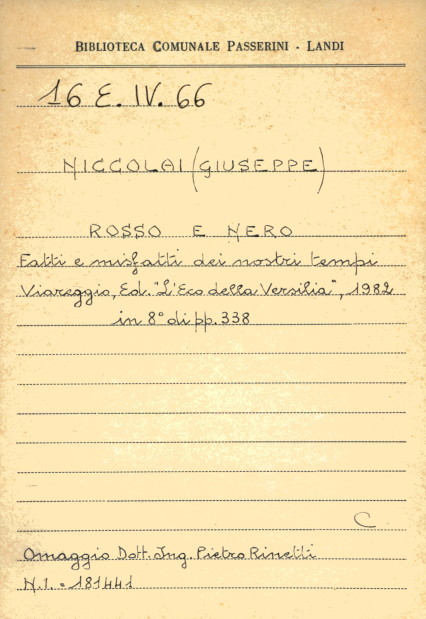 BIBLIOTECA COMUNALE PASSERINI - LANDI
16 E. IV. 66
NICCOLAI (GIUSEPPE)
ROSSO E NERO
Fatti e misfatti dei nostri tempi
Viareggio, Ed. "L'Eco della Versilia", 1982
in 8° di pp. 338
C
Omaggio Dott. Ing. Pietro Rinetti
N.I. = 181441